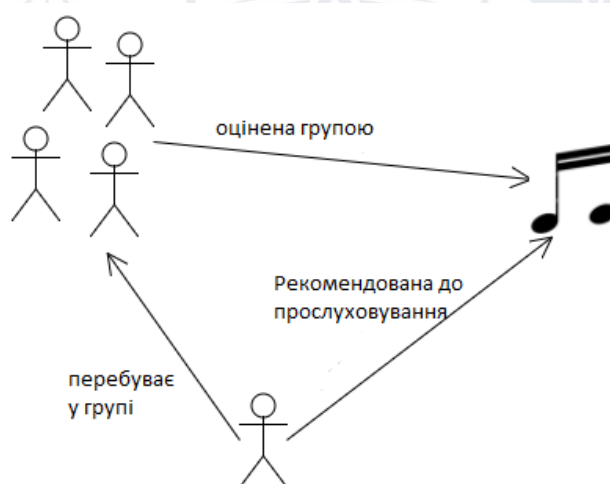 оцінена групою
Рекомендована до
прослуховування
перебуває
у групі